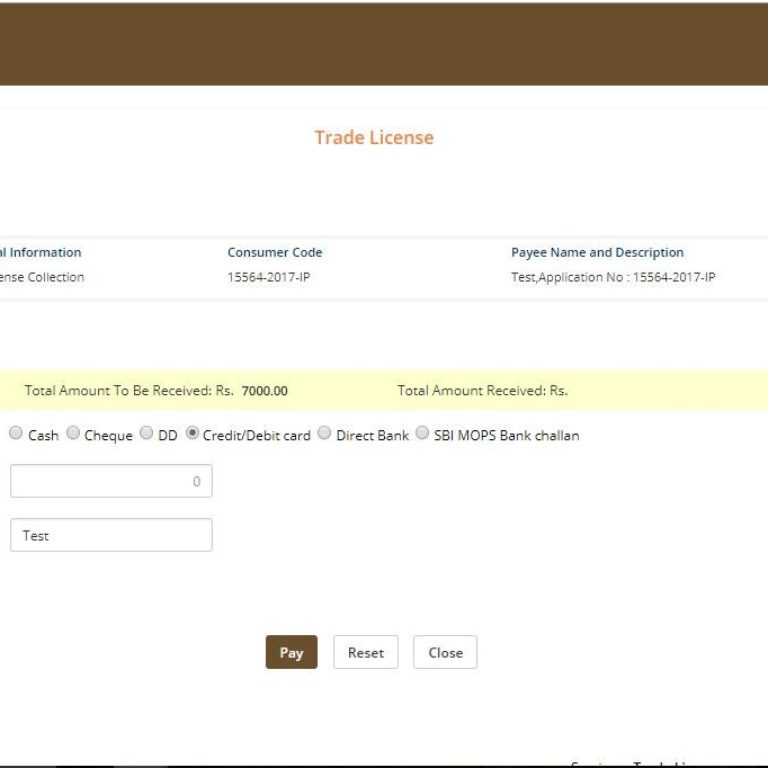 Trade License
al Information Consumer Code Payee Name and Description
ense Collection 15564-2017-IP Test,Application No : 15564-2017-IP
Total Amount To Be Received: Rs. 7000.00 Total Amount Received: Rs.
Cash Cheque DD Credit/Debit card Direct Bank SBI MOPS Bank challan
0
Test
Pay Reset Close